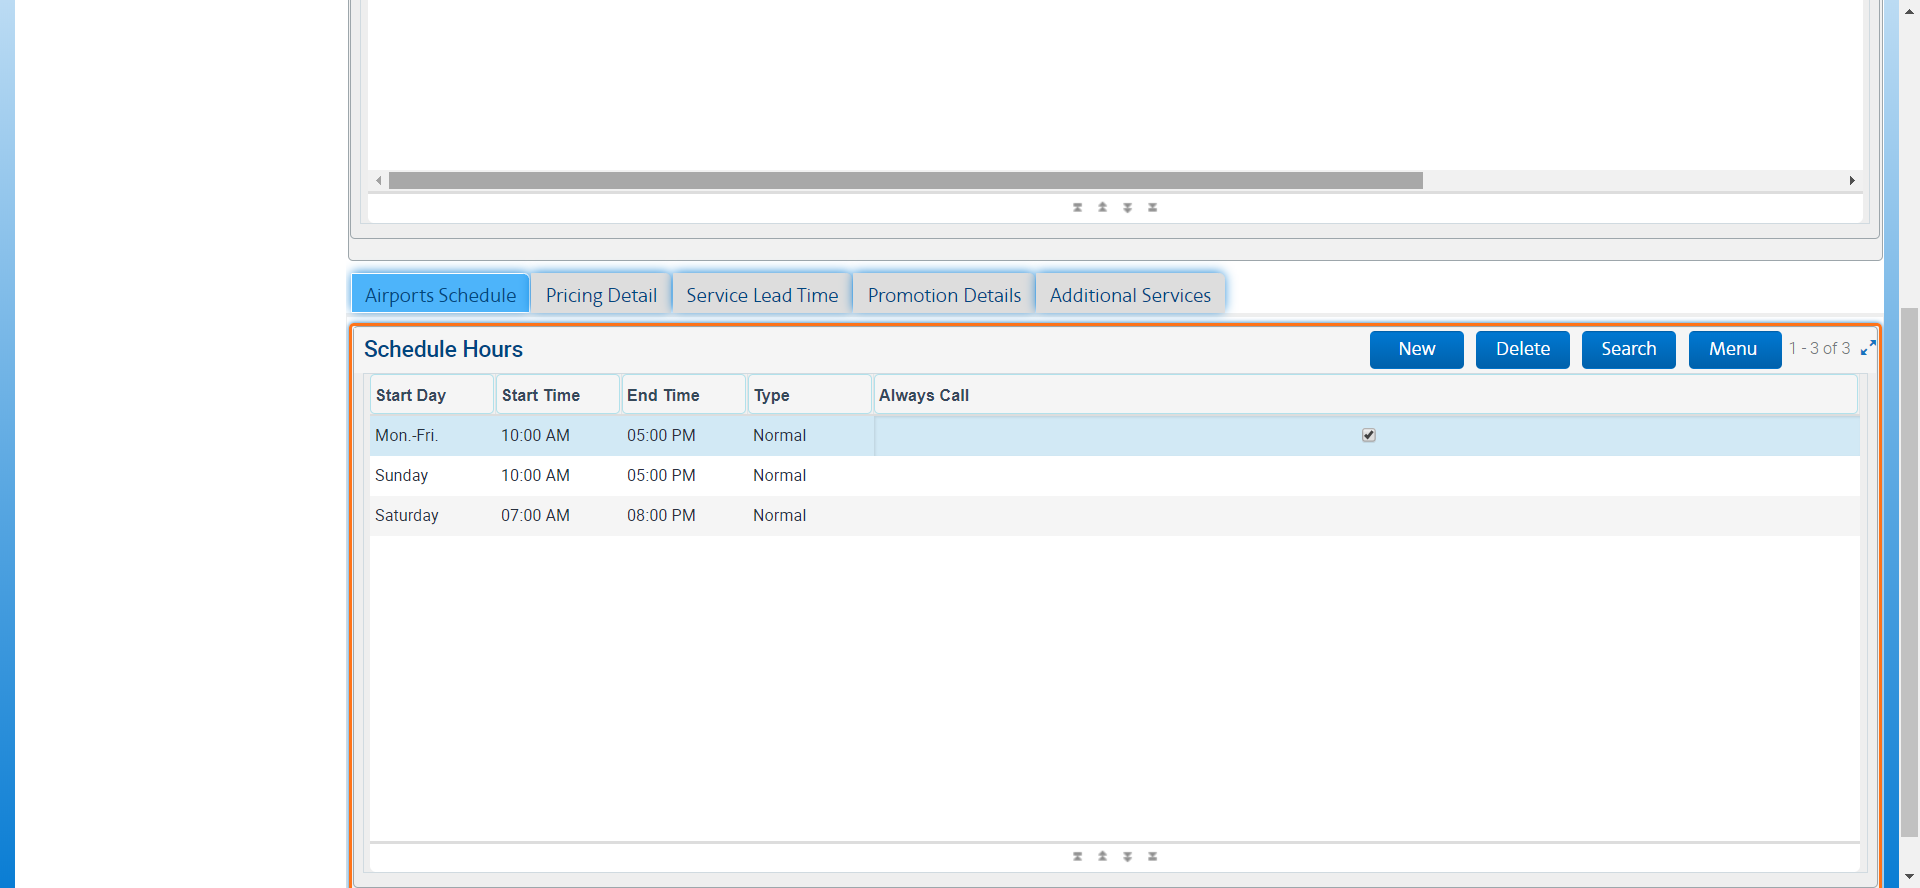 Airports Schedule Pricing Detail Service Lead Time Promotion Details Additional Services
Schedule Hours New Delete Search Menu 1 - 3 of 3
Start Day Start Time End Time Type Always Call
Mon.-Fri. 10:00 AM 05:00 PM Normal
Sunday 10:00 AM 05:00 PM Normal
Saturday 07:00 AM 08:00 PM Normal